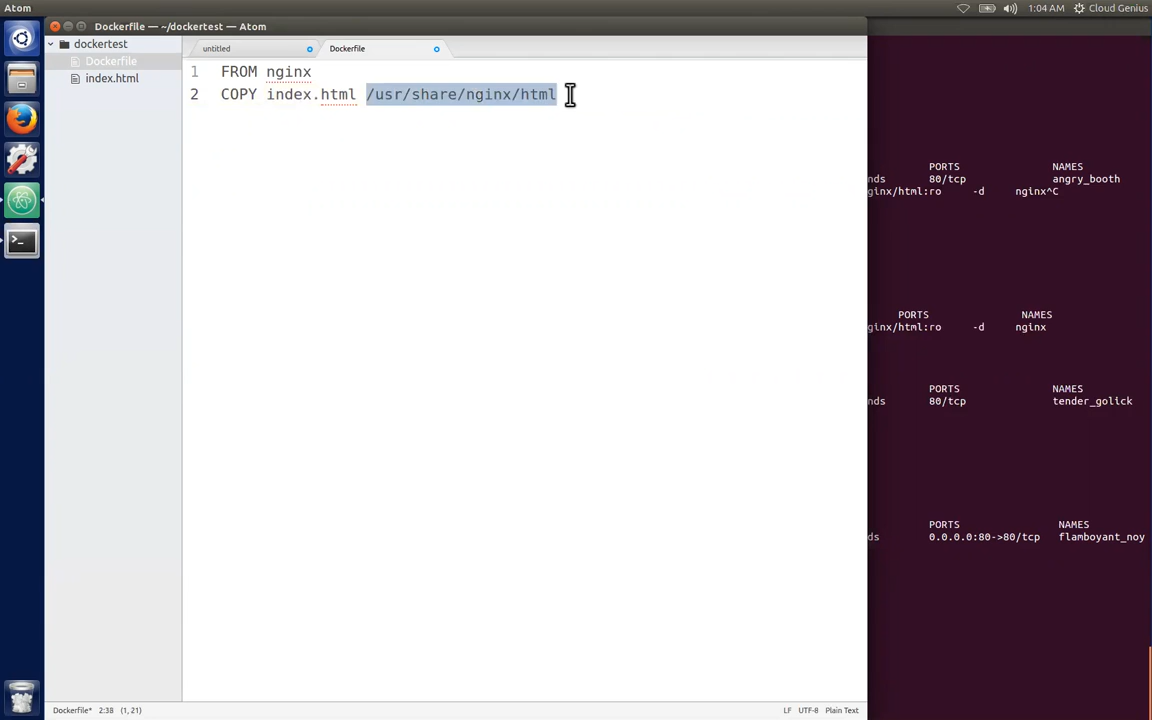 Atom
1:04 AM
Cloud Genius
Dockerfile — ~/dockertest — Atom
dockertest
Dockerfile
index.html
untitled
Dockerfile
1 FROM nginx
2 COPY index.html /usr/share/nginx/html
PORTS NAMES
nds 80/tcp angry_booth
ginx/html:ro -d nginx^C
PORTS NAMES
ginx/html:ro -d nginx
PORTS NAMES
nds 80/tcp tender_golick
PORTS NAMES
ds 0.0.0.0:80->80/tcp flamboyant_noy
Dockerfile* 2:38 (1, 21)
LF UTF-8 Plain Text